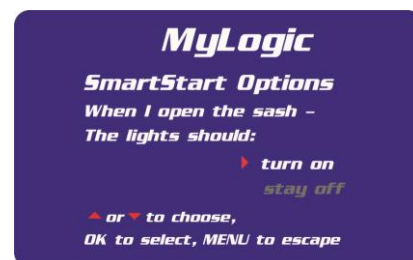 MyLogic
SmartStart Options
When I open the sash –
The lights should:
turn on
stay off
or to choose,
OK to select, MENU to escape